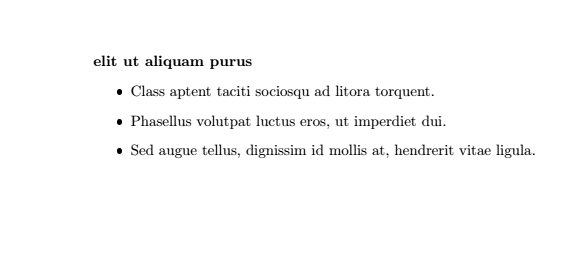 elit ut aliquam purus
• Class aptent taciti sociosqu ad litora torquent.
• Phasellus volutpat luctus eros, ut imperdiet dui.
• Sed augue tellus, dignissim id mollis at, hendrerit vitae ligula.